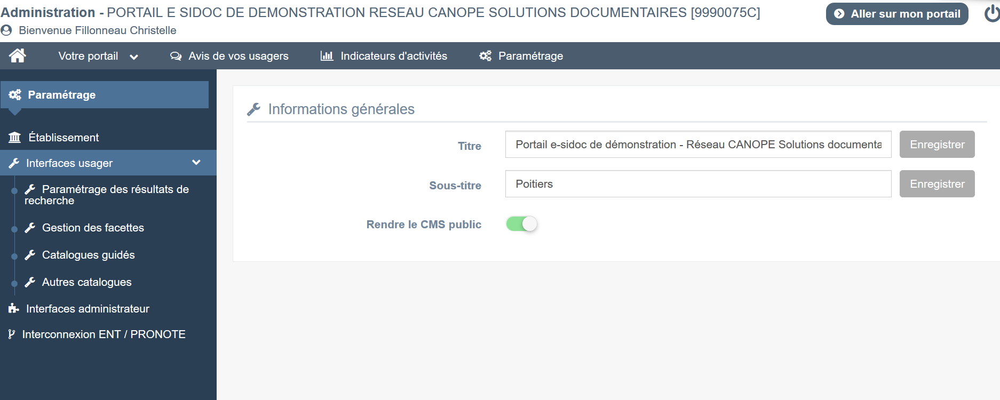 Administration - PORTAIL E SIDOC DE DEMONSTRATION RESEAU CANOPE SOLUTIONS DOCUMENTAIRES [9990075C]
Aller sur mon portail
Bienvenue Fillonneau Christelle
Votre portail
Avis de vos usagers
Indicateurs d'activités
Paramétrage
Paramétrage
Établissement
Interfaces usager
Paramétrage des résultats de
recherche
Gestion des facettes
Catalogues guidés
Autres catalogues
Interfaces administrateur
Interconnexion ENT / PRONOTE
Informations générales
Titre
Portail e-sidoc de démonstration - Réseau CANOPE Solutions documenta
Enregistrer
Sous-titre
Poitiers
Enregistrer
Rendre le CMS public